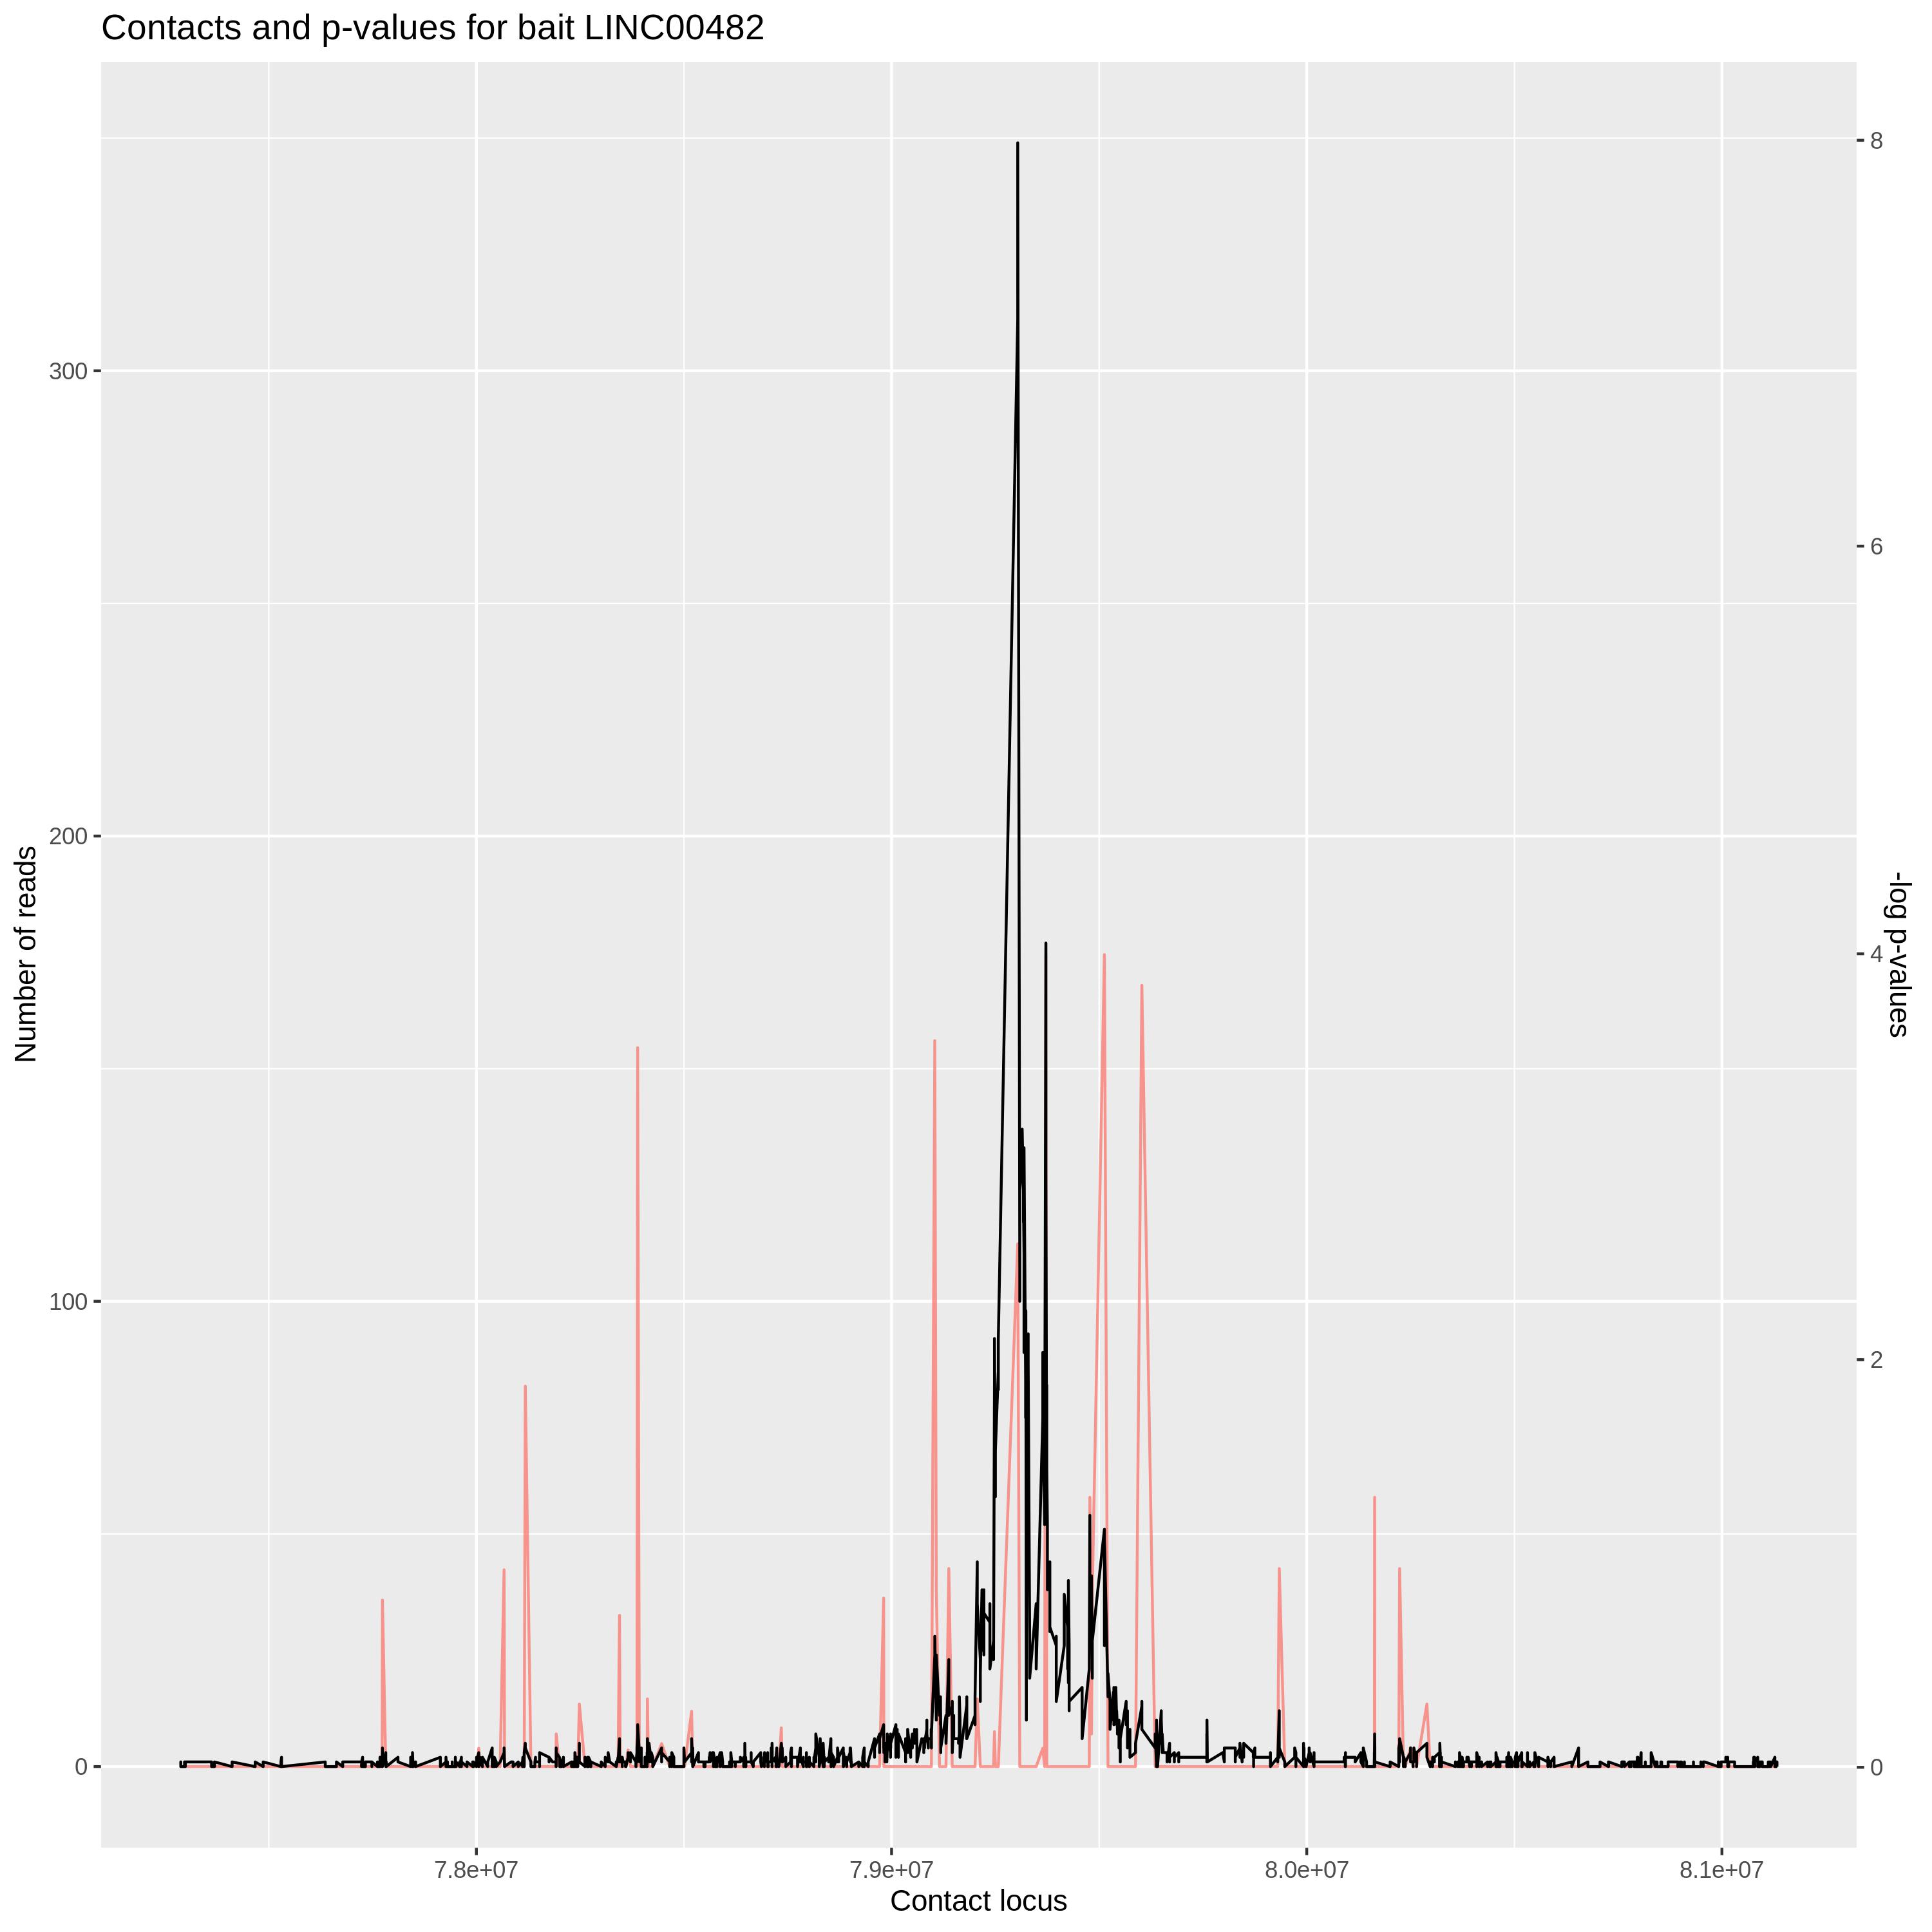 Contacts and p-values for bait LINC00482
Number of reads
300
200
100
0
8
6
4
2
0
-log p-values
7.8e+07 7.9e+07 8.0e+07 8.1e+07
Contact locus